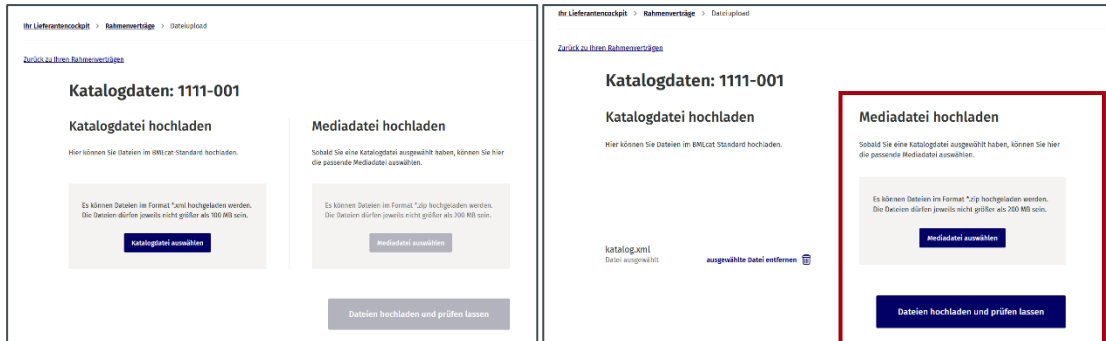 Ihr Lieferantencockpit > Rahmenverträge > Dateiupload
Zurück zu Ihren Rahmenverträgen
Katalogdaten: 1111-001
Katalogdatei hochladen
Hier können Sie Dateien im BMEcat-Standard hochladen.
Es können Dateien im Format *.xml hochgeladen werden.
Die Dateien dürfen jeweils nicht größer als 100 MB sein.
Katalogdatei auswählen
Mediadatei hochladen
Sobald Sie eine Katalogdatei ausgewählt haben, können Sie hier
die passende Mediadatei auswählen.
Es können Dateien im Format *.zip hochgeladen werden.
Die Dateien dürfen jeweils nicht größer als 200 MB sein.
Mediadatei auswählen
Dateien hochladen und prüfen lassen
Ihr Lieferantencockpit > Rahmenverträge > Dateiupload
Zurück zu Ihren Rahmenverträgen
Katalogdaten: 1111-001
Katalogdatei hochladen
Hier können Sie Dateien im BMEcat Standard hochladen.
katalog.xml
Datei ausgewählt
ausgewählte Datei entfernen
Mediadatei hochladen
Sobald Sie eine Katalogdatei ausgewählt haben, können Sie hier
die passende Mediadatei auswählen.
Es können Dateien im Format *.zip hochgeladen werden.
Die Dateien dürfen jeweils nicht größer als 200 MB sein.
Mediadatei auswählen
Dateien hochladen und prüfen lassen